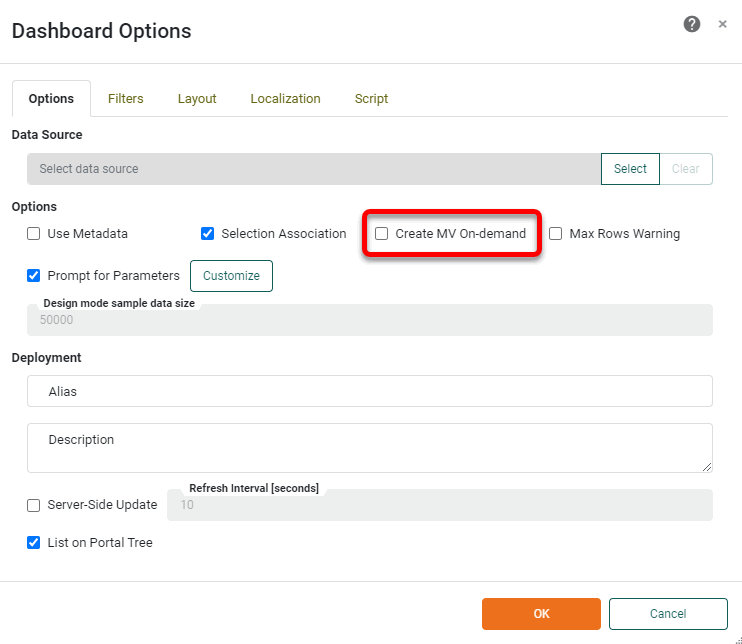 Dashboard Options
?
×
Options Filters Layout Localization Script
Data Source
Select data source Select Clear
Options
Use Metadata Selection Association Create MV On-demand Max Rows Warning
Prompt for Parameters Customize
Design mode sample data size
50000
Deployment
Alias
Description
Refresh Interval [seconds]
Server-Side Update 10
List on Portal Tree
OK Cancel